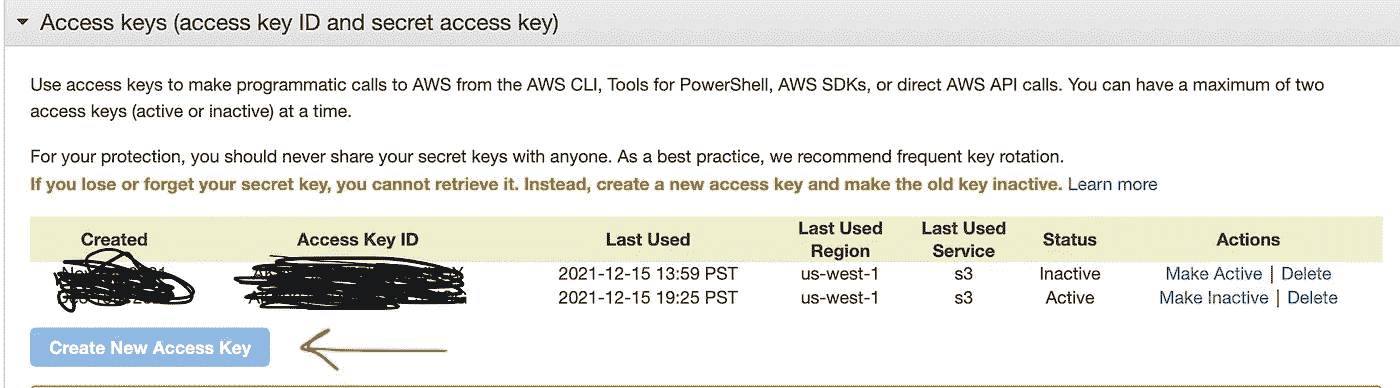 Access keys (access key ID and secret access key)
Use access keys to make programmatic calls to AWS from the AWS CLI, Tools for PowerShell, AWS SDKs, or direct AWS API calls. You can have a maximum of two
access keys (active or inactive) at a time.
For your protection, you should never share your secret keys with anyone. As a best practice, we recommend frequent key rotation.
If you lose or forget your secret key, you cannot retrieve it. Instead, create a new access key and make the old key inactive. Learn more
Created Access Key ID Last Used Last Used Region Last Used Service Status Actions
2021-12-15 13:59 PST us-west-1 s3 Inactive Make Active | Delete
2021-12-15 19:25 PST us-west-1 s3 Active Make Inactive | Delete
Create New Access Key